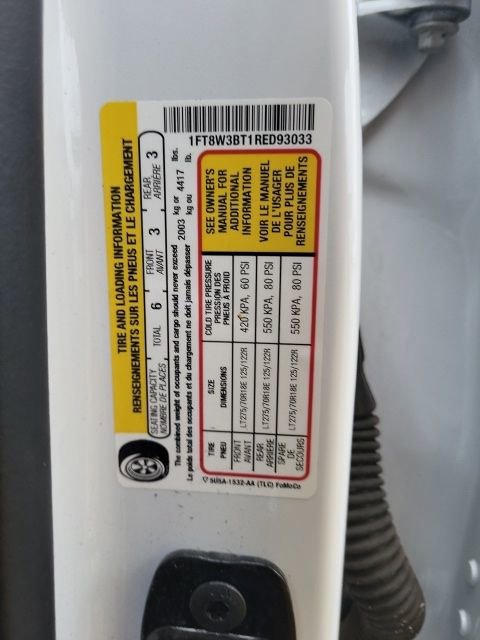 TIRE AND LOADING INFORMATION
RENSEIGNEMENTS SUR LES PNEUS ET LE CHARGEMENT
SEATING CAPACITY
NOMBRE DE PLACES
TOTAL 6
FRONT
AVANT 3
REAR
ARRIÈRE 3
The combined weight of occupants and cargo should never exceed 2003 kg or 4417 lbs.
Le poids total des occupants et du chargement ne doit jamais dépasser kg ou lb.
1FT8W3BT1RED93033
TIRE
PNEU
SIZE
DIMENSIONS
COLD TIRE PRESSURE
PRESSION DES
PNEUS À FROID
FRONT
AVANT
LT275/70R18E 125/122R
420 KPA, 60 PSI
REAR
ARRIÈRE
LT275/70R18E 125/122R
550 KPA, 80 PSI
SPARE
DE
SECOURS
LT275/70R18E 125/122R
550 KPA, 80 PSI
SEE OWNER'S
MANUAL FOR
ADDITIONAL
INFORMATION
VOIR LE MANUEL
DE L'USAGER
POUR PLUS DE
RENSEIGNEMENTS
5U5A-1532-AA (TLC) FoMoCo